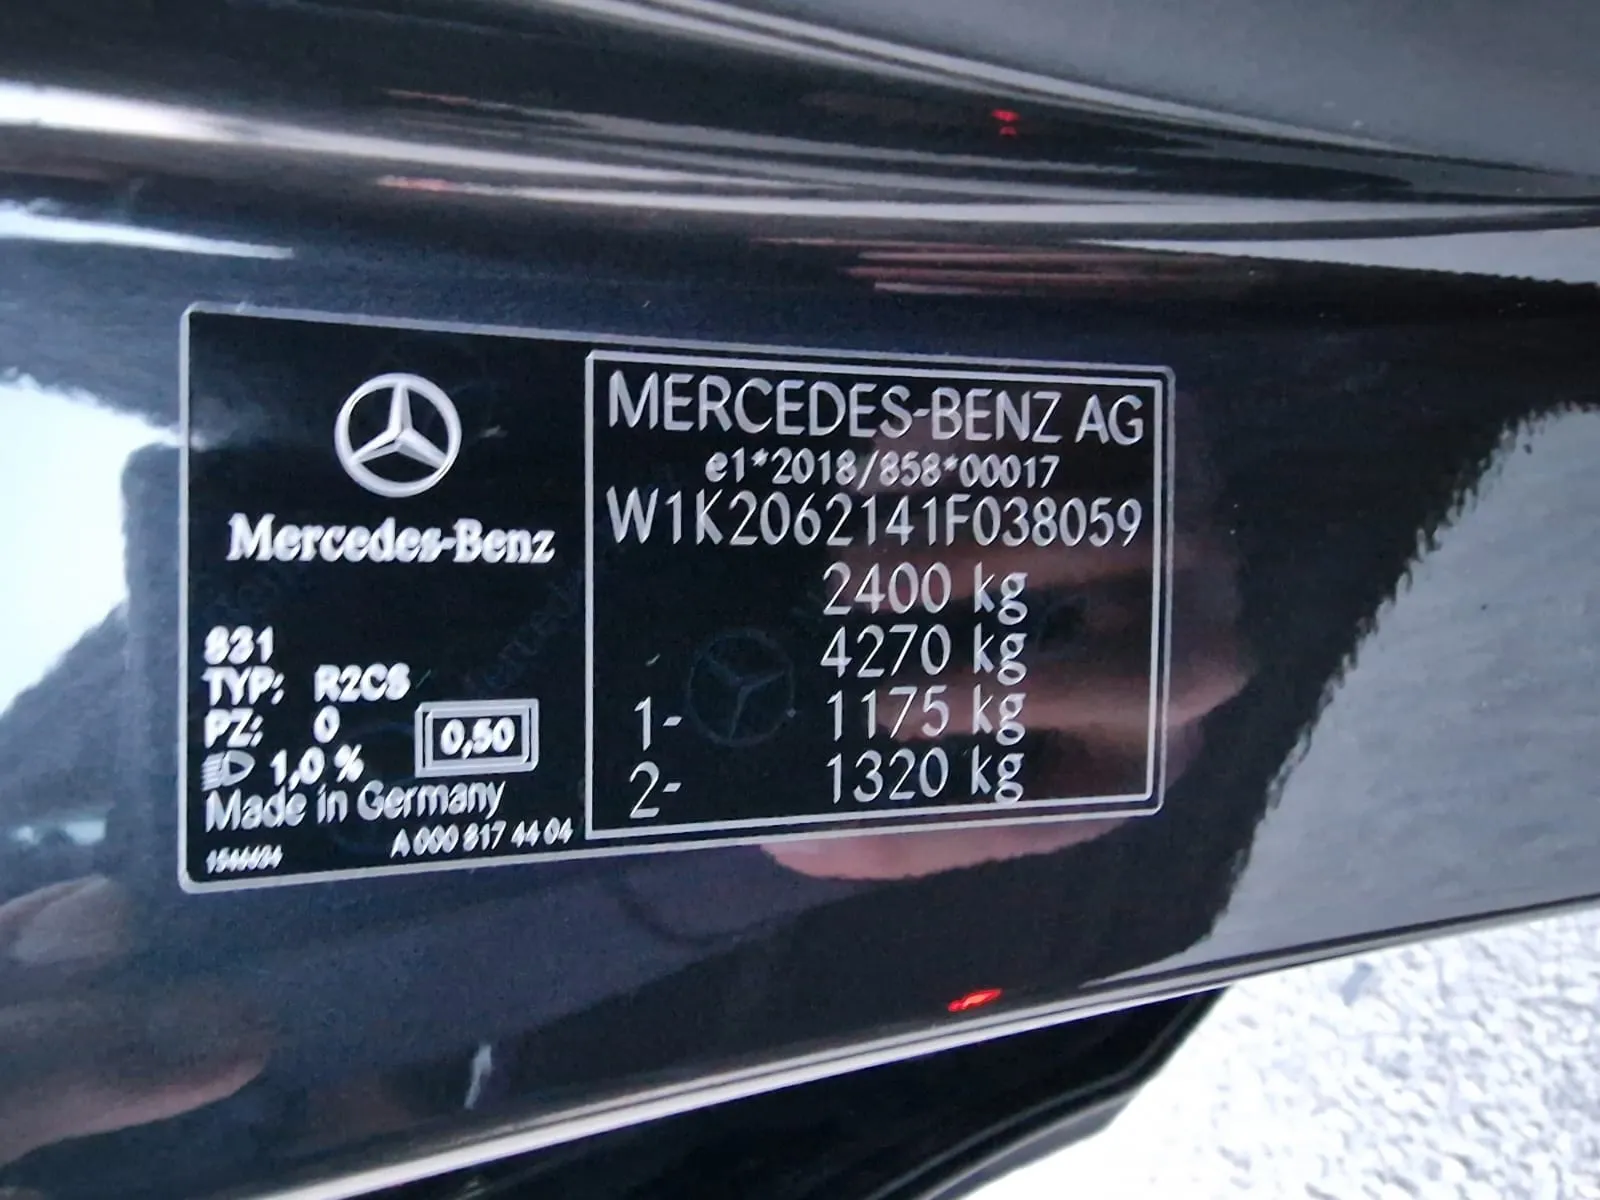 Mercedes-Benz
831
TYP: R2CS
PZ: 0
1,0 %
0,50
Made in Germany
A 000 817 44 04
MERCEDES-BENZ AG
e1*2018/858*00017
W1K2062141F038059
2400 kg
4270 kg
1- 1175 kg
2- 1320 kg